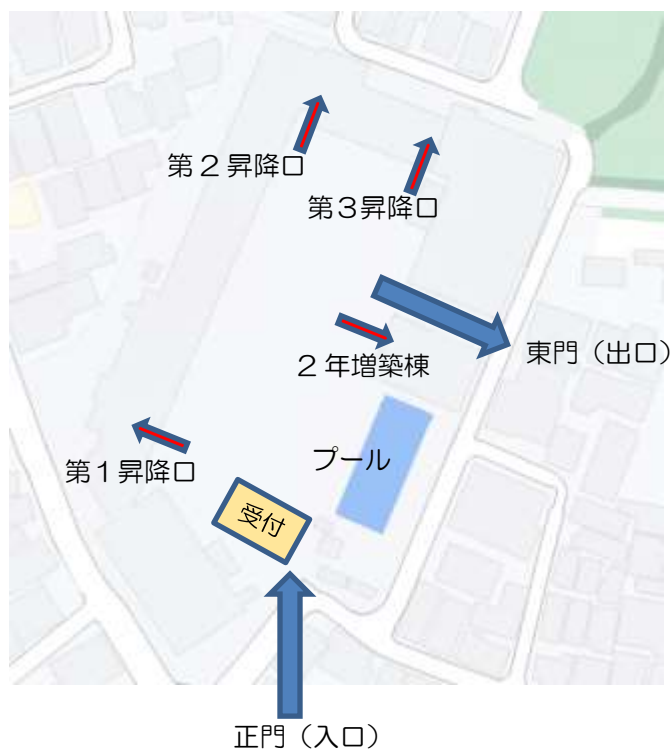 第２昇降口
第３昇降口
２年増築棟
東門（出口）
第１昇降口
プール
受付
正門（入口）